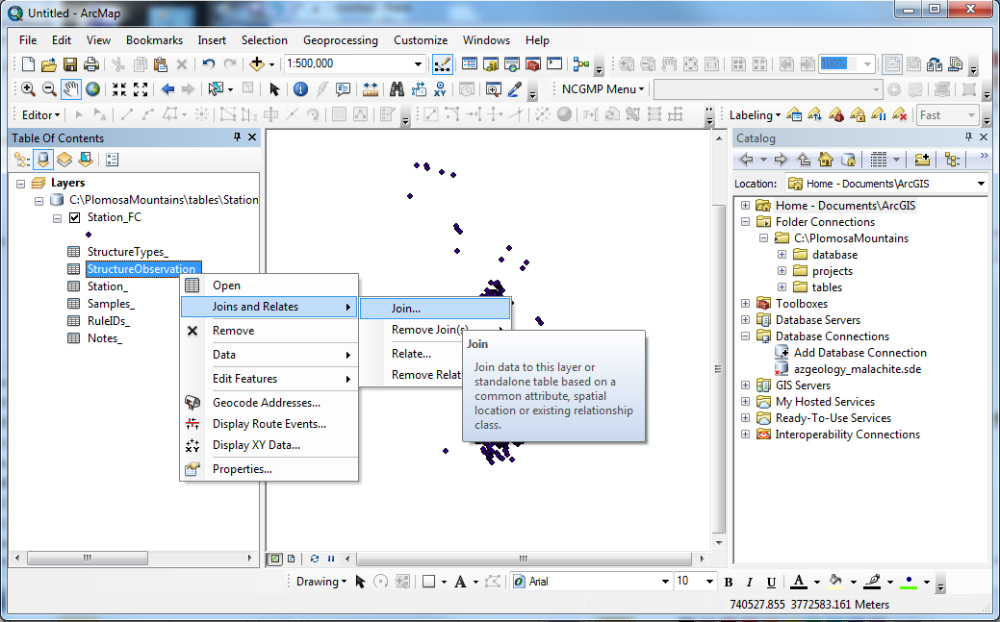 Untitled - ArcMap
File Edit View Bookmarks Insert Selection Geoprocessing Customize Windows Help
1:500,000
100%
NCGMP Menu
Editor
Labeling
Fast
Table Of Contents
Layers
C:\PlomosaMountains\tables\Station
Station_FC
StructureTypes_
StructureObservation
Station_
Samples_
RuleIDs_
Notes_
Open
Joins and Relates
Remove
Data
Edit Features
Geocode Addresses...
Display Route Events...
Display XY Data...
Properties...
Join...
Remove Join(s)
Relate...
Remove Relat
Join
Join data to this layer or
standalone table based on a
common attribute, spatial
location or existing relationship
class.
Catalog
Location: Home - Documents\ArcGIS
Home - Documents\ArcGIS
Folder Connections
C:\PlomosaMountains
database
projects
tables
Toolboxes
Database Servers
Database Connections
Add Database Connection
azgeology_malachite.sde
GIS Servers
My Hosted Services
Ready-To-Use Services
Interoperability Connections
Drawing
A
Arial
10
B I U A
740527.855 3772583.161 Meters